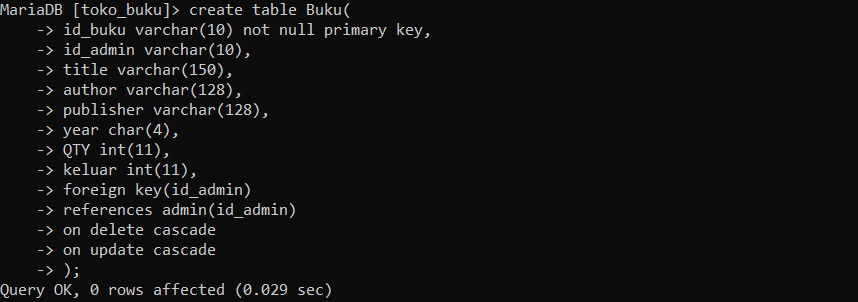 MariaDB [toko_buku]> create table Buku(
    -> id_buku varchar(10) not null primary key,
    -> id_admin varchar(10),
    -> title varchar(150),
    -> author varchar(128),
    -> publisher varchar(128),
    -> year char(4),
    -> QTY int(11),
    -> keluar int(11),
    -> foreign key(id_admin)
    -> references admin(id_admin)
    -> on delete cascade
    -> on update cascade
    -> );
Query OK, 0 rows affected (0.029 sec)